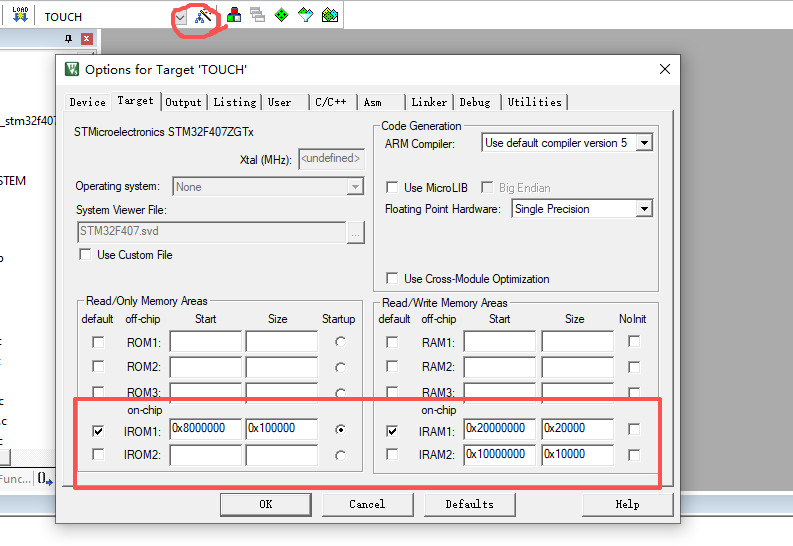 LOAD
TOUCH
Options for Target 'TOUCH'
Device Target Output Listing User C/C++ Asm Linker Debug Utilities
_stm32f407
STEM
.c
c
Func...
STMicroelectronics STM32F407ZGTx
Xtal (MHz): <undefined>
Operating system: None
System Viewer File:
STM32F407.svd ...
Use Custom File
Code Generation
ARM Compiler: Use default compiler version 5
Use MicroLIB Big Endian
Floating Point Hardware: Single Precision
Use Cross-Module Optimization
Read/Only Memory Areas
default off-chip Start Size Startup
ROM1:
ROM2:
ROM3:
on-chip
IROM1: 0x8000000 0x100000
IROM2:
Read/Write Memory Areas
default off-chip Start Size NoInit
RAM1:
RAM2:
RAM3:
on-chip
IRAM1: 0x20000000 0x20000
IRAM2: 0x10000000 0x10000
OK Cancel Defaults Help